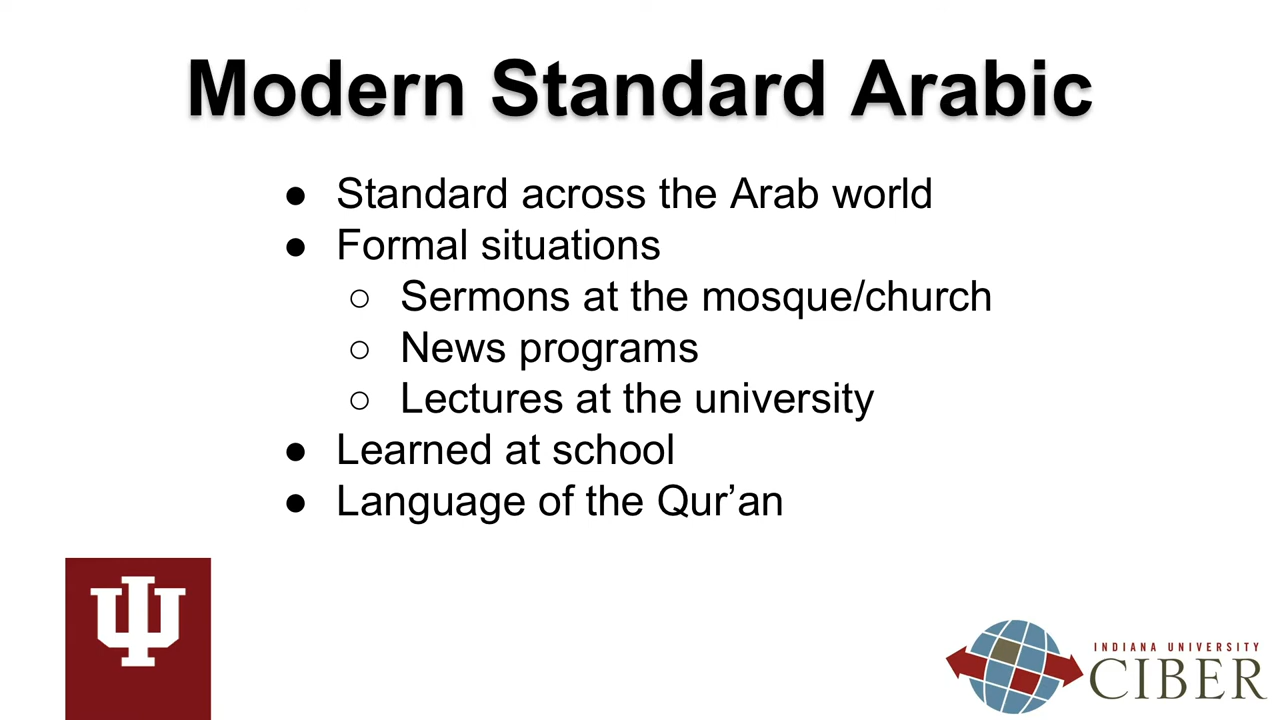 Modern Standard Arabic
● Standard across the Arab world
● Formal situations
○ Sermons at the mosque/church
○ News programs
○ Lectures at the university
● Learned at school
● Language of the Qur’an
INDIANA UNIVERSITY
CIBER